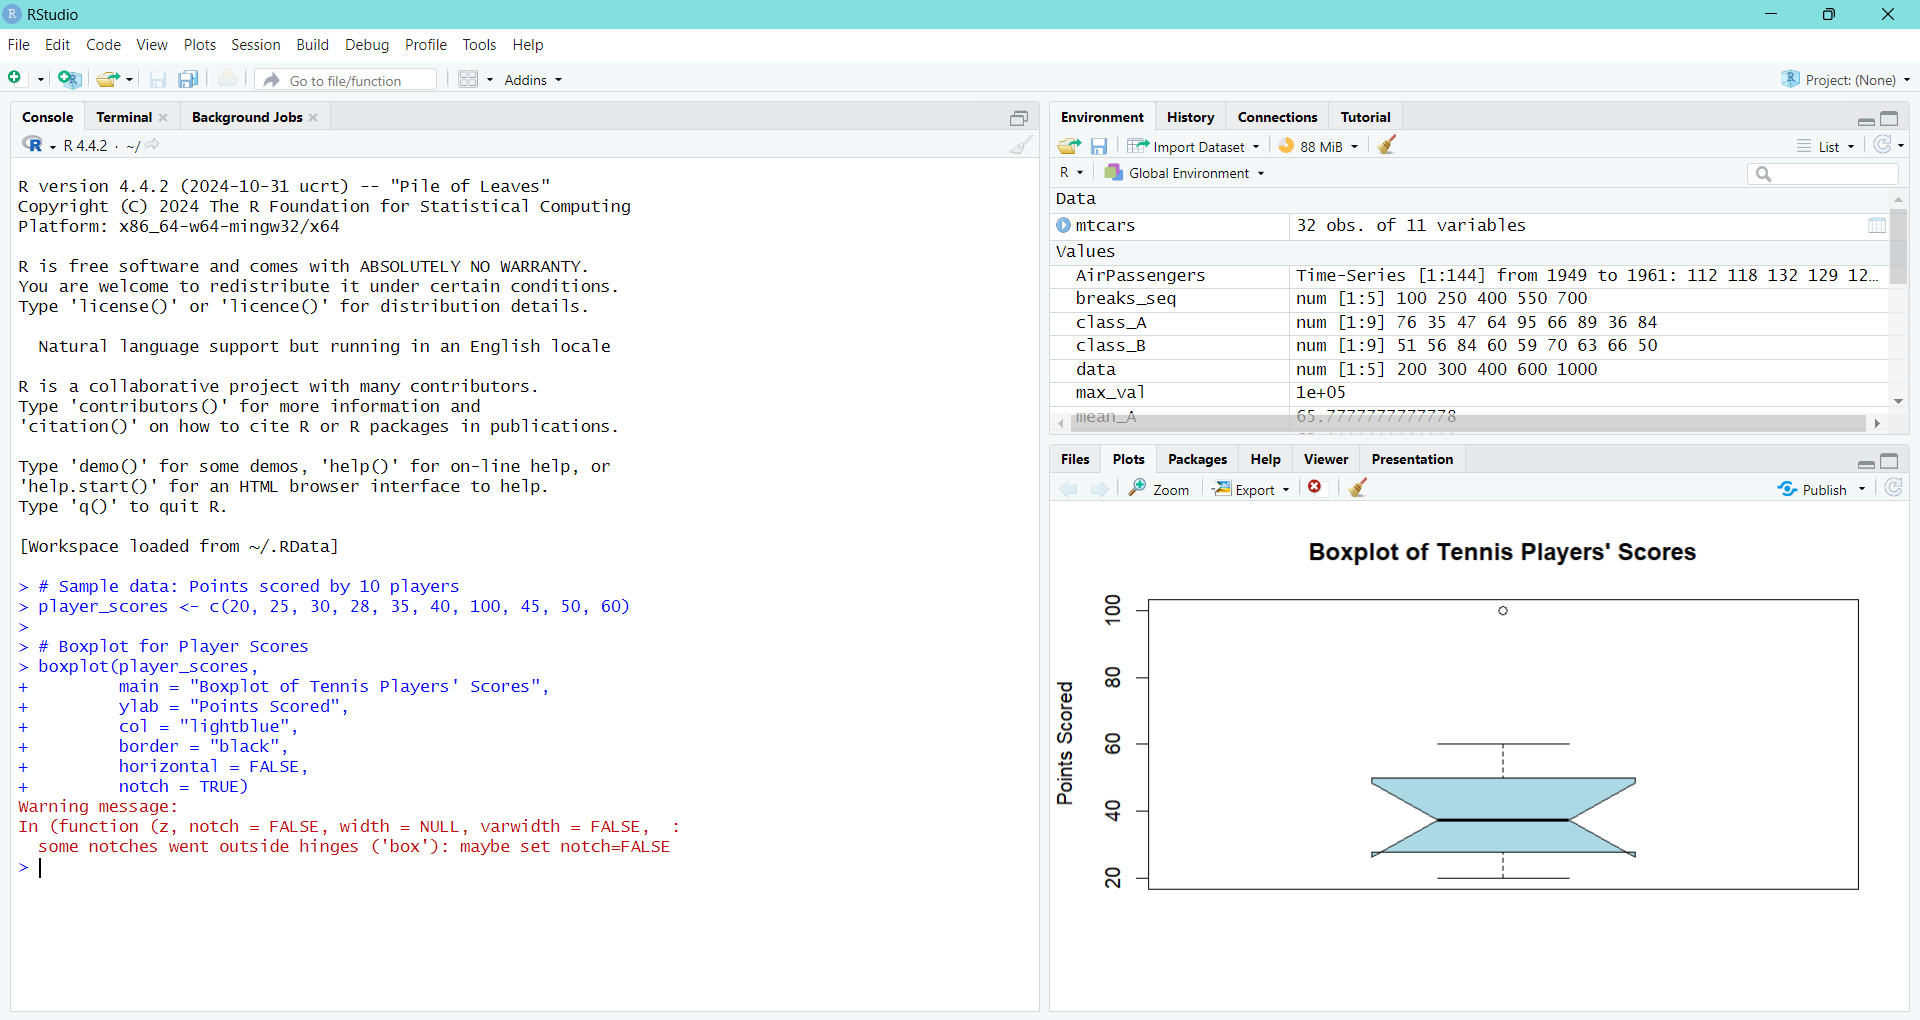 RStudio
File Edit Code View Plots Session Build Debug Profile Tools Help
Go to file/function Addins Project: (None)
Console Terminal Background Jobs
R 4.4.2 · ~/
R version 4.4.2 (2024-10-31 ucrt) -- "Pile of Leaves"
Copyright (C) 2024 The R Foundation for Statistical Computing
Platform: x86_64-w64-mingw32/x64
R is free software and comes with ABSOLUTELY NO WARRANTY.
You are welcome to redistribute it under certain conditions.
Type 'license()' or 'licence()' for distribution details.
Natural language support but running in an English locale
R is a collaborative project with many contributors.
Type 'contributors()' for more information and
'citation()' on how to cite R or R packages in publications.
Type 'demo()' for some demos, 'help()' for on-line help, or
'help.start()' for an HTML browser interface to help.
Type 'q()' to quit R.
[Workspace loaded from ~/.RData]
> # Sample data: Points scored by 10 players
> player_scores <- c(20, 25, 30, 28, 35, 40, 100, 45, 50, 60)
>
> # Boxplot for Player Scores
> boxplot(player_scores,
+ main = "Boxplot of Tennis Players' Scores",
+ ylab = "Points Scored",
+ col = "lightblue",
+ border = "black",
+ horizontal = FALSE,
+ notch = TRUE)
Warning message:
In (function (z, notch = FALSE, width = NULL, varwidth = FALSE, :
some notches went outside hinges ('box'): maybe set notch=FALSE
>
Environment History Connections Tutorial
Import Dataset 88 MiB List
R Global Environment
Data
mtcars 32 obs. of 11 variables
Values
AirPassengers Time-Series [1:144] from 1949 to 1961: 112 118 132 129 12...
breaks_seq num [1:5] 100 250 400 550 700
class_A num [1:9] 76 35 47 64 95 66 89 36 84
class_B num [1:9] 51 56 84 60 59 70 63 66 50
data num [1:5] 200 300 400 600 1000
max_val 1e+05
mean_A 65.7777777777778
Files Plots Packages Help Viewer Presentation
Zoom Export Publish
Boxplot of Tennis Players' Scores
Points Scored
100
80
60
40
20